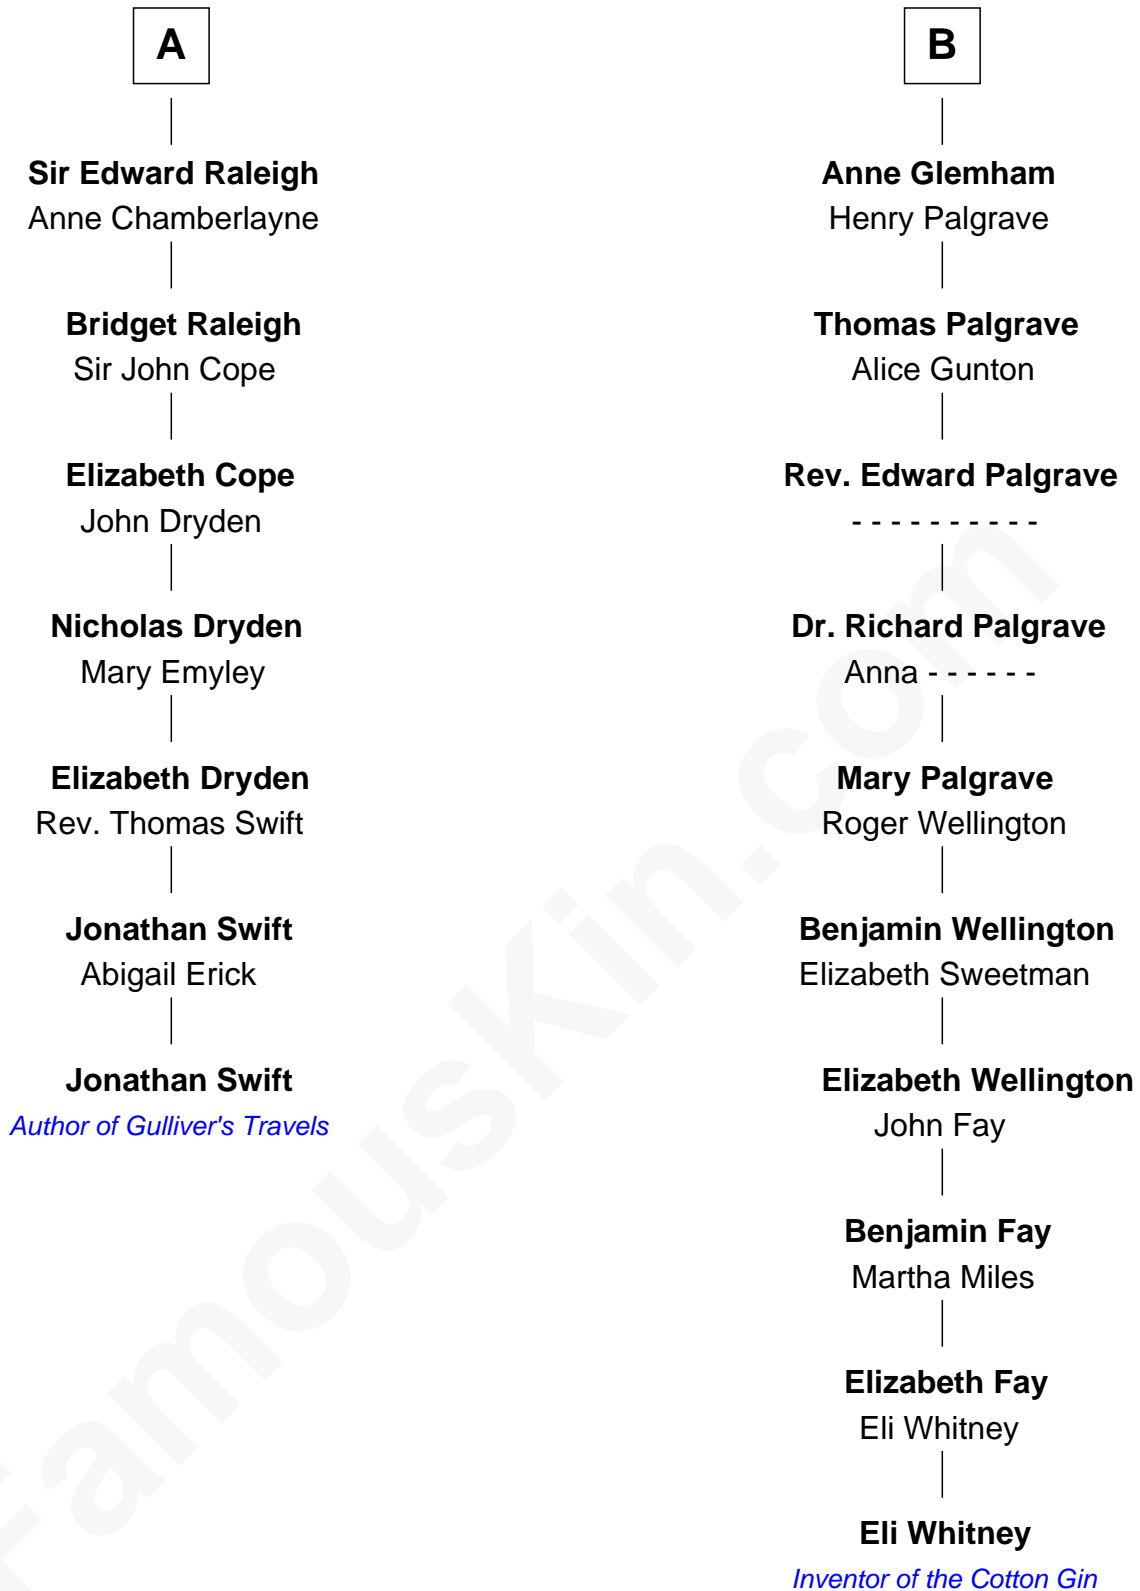 A
Sir Edward Raleigh
Anne Chamberlayne
Bridget Raleigh
Sir John Cope
Elizabeth Cope
John Dryden
Nicholas Dryden
Mary Emyley
Elizabeth Dryden
Rev. Thomas Swift
Jonathan Swift
Abigail Erick
Jonathan Swift
Author of Gulliver's Travels
B
Anne Glemham
Henry Palgrave
Thomas Palgrave
Alice Gunton
Rev. Edward Palgrave
- - - - - - - - - -
Dr. Richard Palgrave
Anna - - - - - -
Mary Palgrave
Roger Wellington
Benjamin Wellington
Elizabeth Sweetman
Elizabeth Wellington
John Fay
Benjamin Fay
Martha Miles
Elizabeth Fay
Eli Whitney
Eli Whitney
Inventor of the Cotton Gin
FamousKin.com